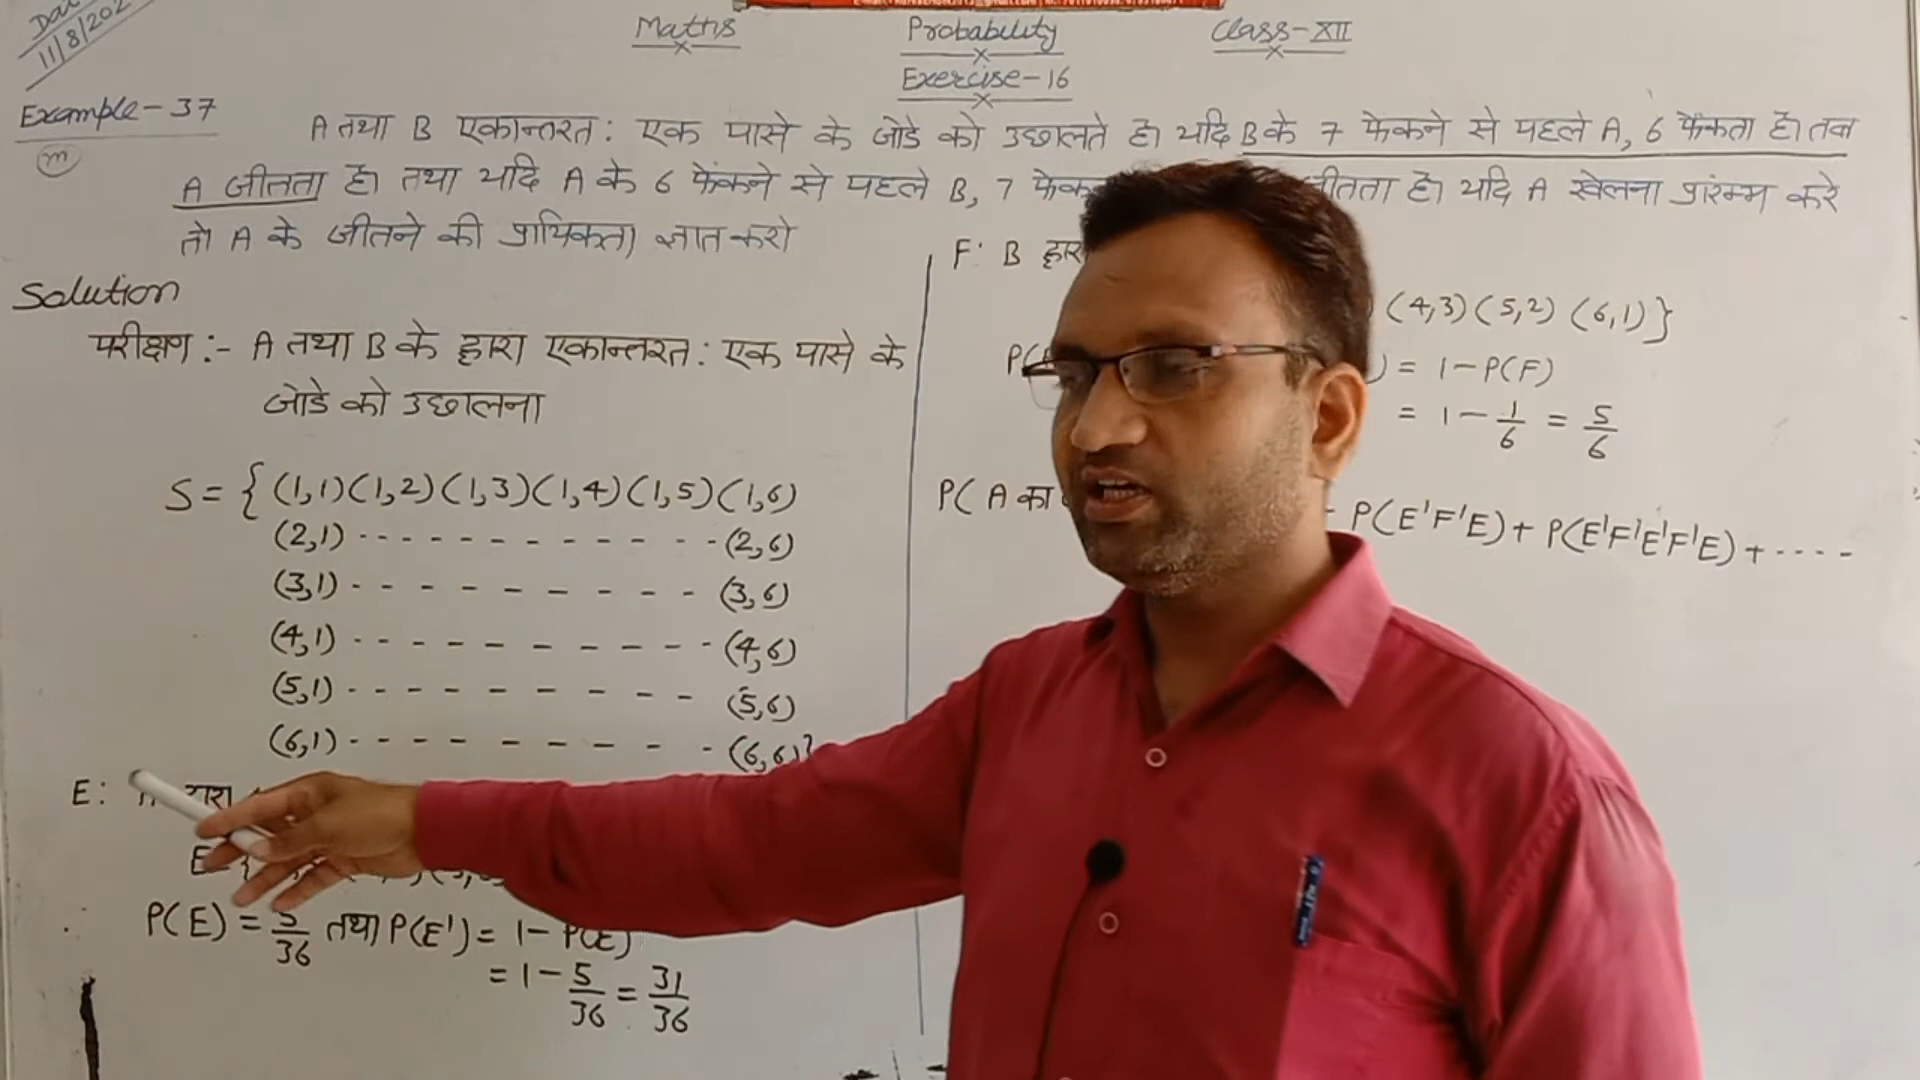 11/8/202
Maths
Probability
Class-XII
Exercise-16
Example-37
A तथा B एकान्तरत: एक पासे के जोडे को उछालते है। यदि B के 7 फेकने से पहले A, 6 फेंकता है। तब
A जीतता है। तथा यदि A के 6 फेंकने से पहले B, 7 फेक जीतता है। यदि A खेलना प्रारंम्भ करे
तो A के जीतने की प्रायिकता ज्ञात करो
Solution
परीक्षण :- A तथा B के द्वारा एकान्तरत: एक पासे के
जोडे को उछालना
S = { (1,1) (1,2) (1,3) (1,4) (1,5) (1,6)
(2,1) ------------ (2,6)
(3,1) ---------- (3,6)
(4,1) ----------- (4,6)
(5,1) ---------- (5,6)
(6,1) ---------- (6,6)}
E:
E = {
P(E) = 5/36 तथा P(E') = 1 - P(E)
= 1 - 5/36 = 31/36
F: B द्वार
(4,3) (5,2) (6,1)}
P( ) = 1 - P(F)
= 1 - 1/6 = 5/6
P( A का P(E'F'E) + P(E'F'E'F'E) + ----